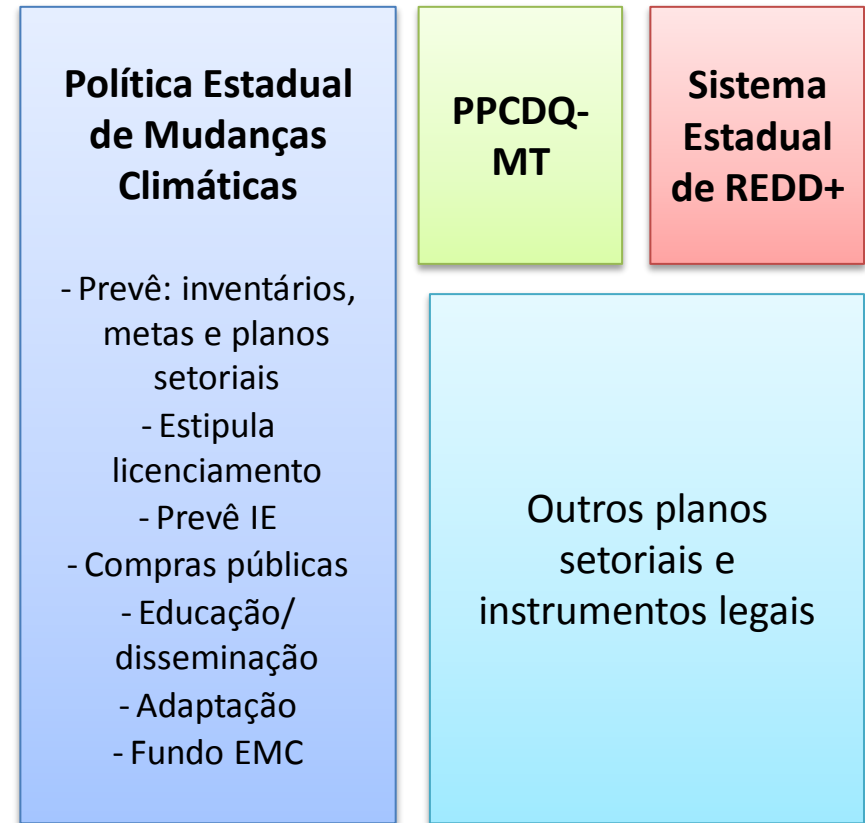 Política Estadual
de Mudanças
Climáticas
- Prevê: inventários,
metas e planos
setoriais
- Estipula
licenciamento
- Prevê IE
- Compras públicas
- Educação/
disseminação
- Adaptação
- Fundo EMC
PPCDQ-
MT
Sistema
Estadual
de REDD+
Outros planos
setoriais e
instrumentos legais